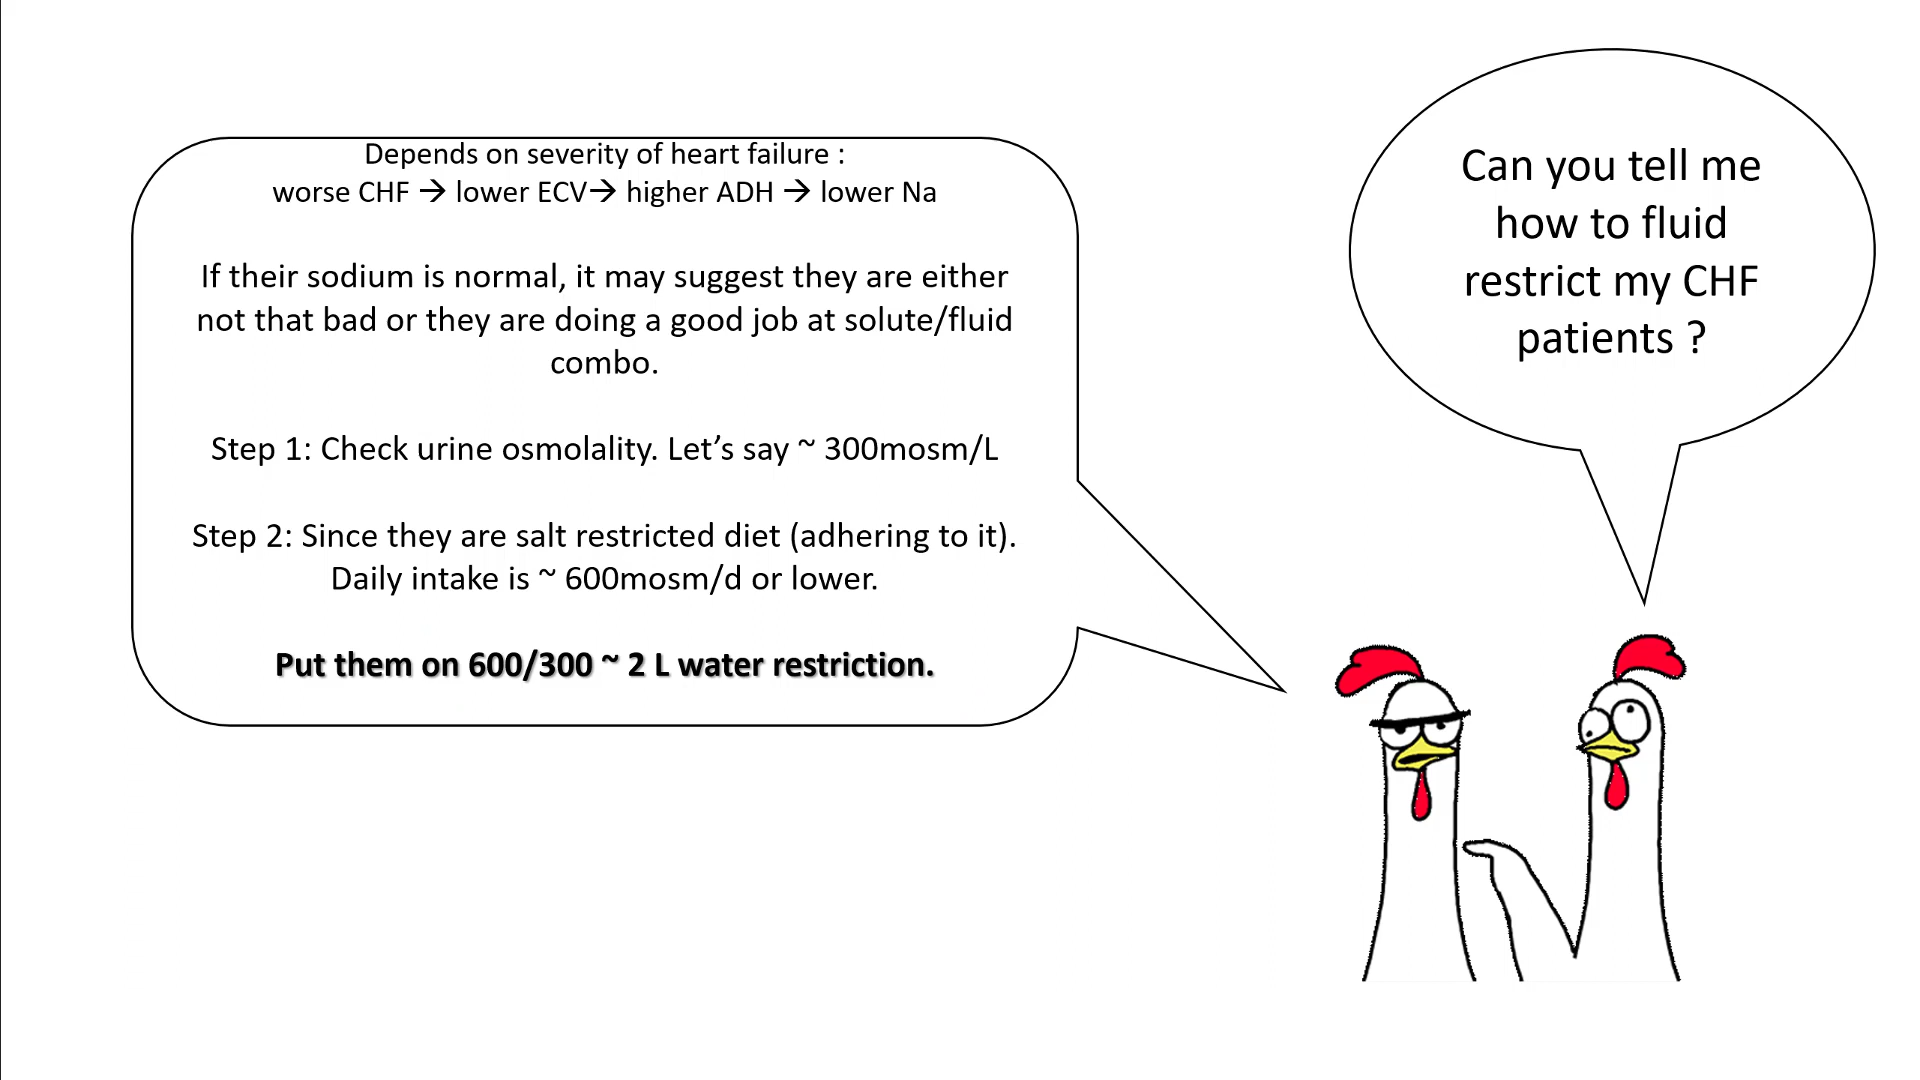 Depends on severity of heart failure :
worse CHF → lower ECV→ higher ADH → lower Na
If their sodium is normal, it may suggest they are either
not that bad or they are doing a good job at solute/fluid
combo.
Step 1: Check urine osmolality. Let’s say ~ 300mosm/L
Step 2: Since they are salt restricted diet (adhering to it).
Daily intake is ~ 600mosm/d or lower.
Put them on 600/300 ~ 2 L water restriction.
Can you tell me
how to fluid
restrict my CHF
patients ?